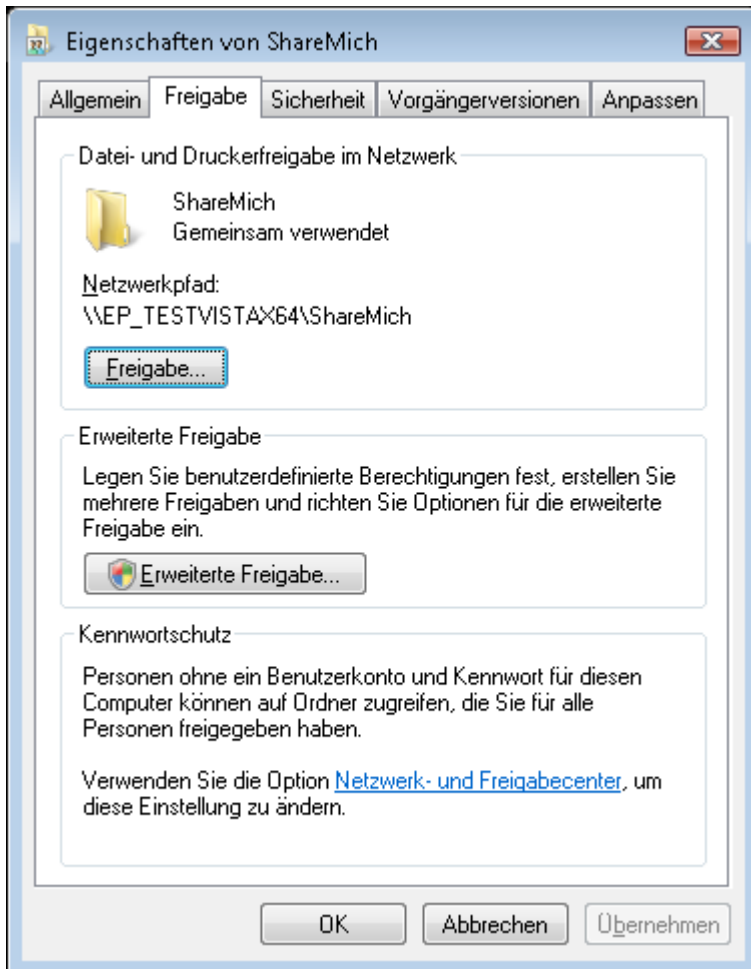 Eigenschaften von ShareMich
Allgemein Freigabe Sicherheit Vorgängerversionen Anpassen
Datei- und Druckerfreigabe im Netzwerk
ShareMich
Gemeinsam verwendet
Netzwerkpfad:
\\EP_TESTVISTAX64\ShareMich
Freigabe...
Erweiterte Freigabe
Legen Sie benutzerdefinierte Berechtigungen fest, erstellen Sie
mehrere Freigaben und richten Sie Optionen für die erweiterte
Freigabe ein.
Erweiterte Freigabe...
Kennwortschutz
Personen ohne ein Benutzerkonto und Kennwort für diesen
Computer können auf Ordner zugreifen, die Sie für alle
Personen freigegeben haben.
Verwenden Sie die Option Netzwerk- und Freigabecenter, um
diese Einstellung zu ändern.
OK Abbrechen Übernehmen